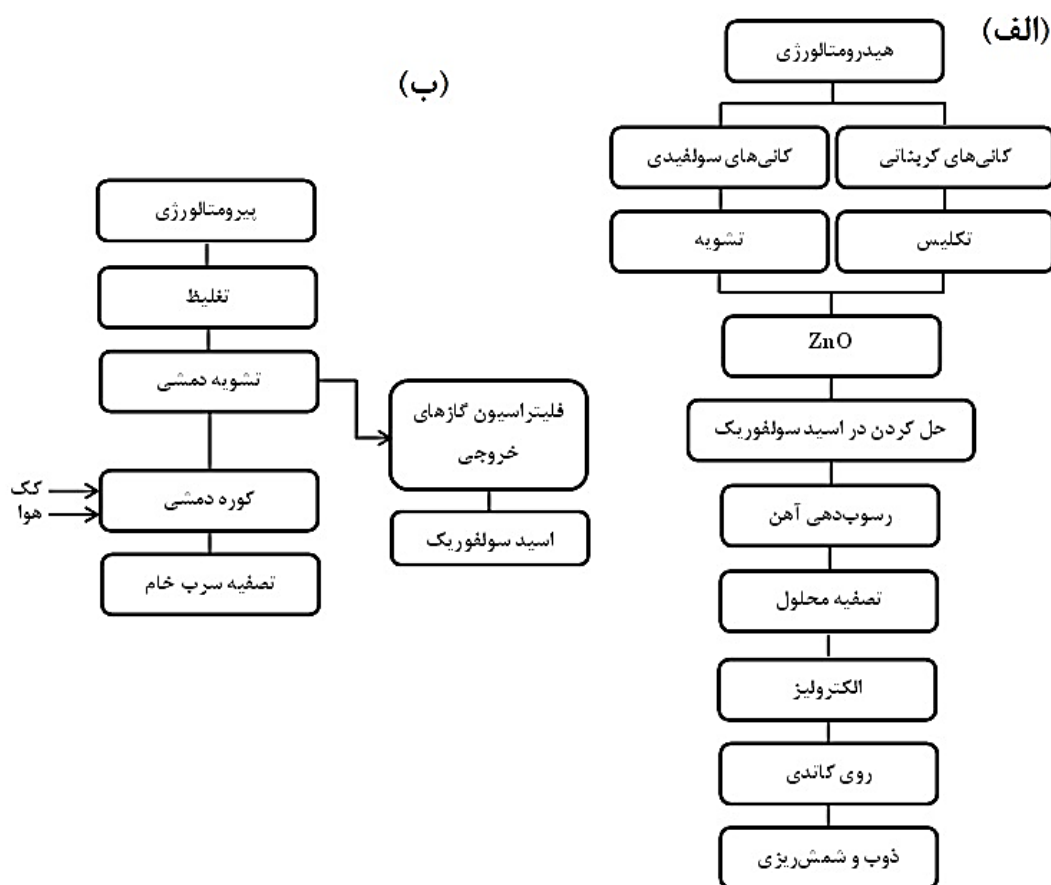 (الف)
هیدرومتالورژی
کانی‌های کربناتی
کانی‌های سولفیدی
تکلیس
تشویه
ZnO
حل کردن در اسید سولفوریک
رسوب‌دهی آهن
تصفیه محلول
الکترولیز
روی کاتدی
ذوب و شمش‌ریزی
(ب)
پیرومتالورژی
تغلیظ
تشویه دمشی
فلیتراسیون گازهای
خروجی
اسید سولفوریک
کوره دمشی
کک
هوا
تصفیه سرب خام